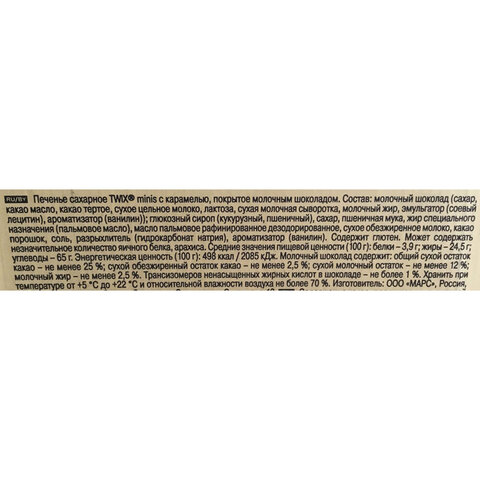 RU/BY Печенье сахарное TWIX® minis с карамелью, покрытое молочным шоколадом. Состав: молочный шоколад (сахар,
какао масло, какао тертое, сухое цельное молоко, лактоза, сухая молочная сыворотка, молочный жир, эмульгатор (соевый
лецитин), ароматизатор (ванилин)); глюкозный сироп (кукурузный, пшеничный), сахар, пшеничная мука, жир специального
назначения (пальмовое масло), масло пальмовое рафинированное дезодорированное, сухое обезжиренное молоко, какао
порошок, соль, разрыхлитель (гидрокарбонат натрия), ароматизатор (ванилин). Содержит глютен. Может содержать
незначительное количество яичного белка, арахиса. Средние значения пищевой ценности (100 г): белки – 3,9 г; жиры – 24,5 г;
углеводы – 65 г. Энергетическая ценность (100 г): 498 ккал / 2085 кДж. Молочный шоколад содержит: общий сухой остаток
какао – не менее 25 %; сухой обезжиренный остаток какао – не менее 2,5 %; сухой молочный остаток – не менее 12 %;
молочный жир – не менее 2,5 %. Трансизомеров ненасыщенных жирных кислот в шоколаде – не более 1 %. Хранить при
температуре от +5 °C до +22 °C и относительной влажности воздуха не более 70 %. Изготовитель: ООО «МАРС», Россия,